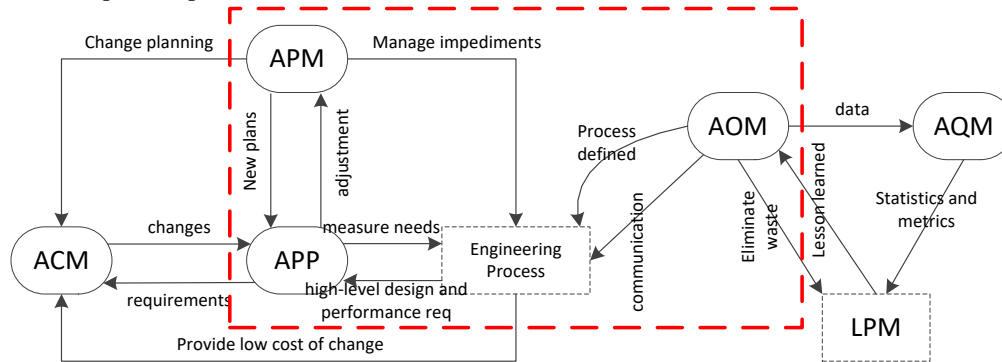 Change planning
APM
Manage impediments
New plans
adjustment
Process
defined
AOM
data
AQM
communication
Eliminate
waste
Lesson learned
Statistics and
metrics
ACM
changes
requirements
APP
measure needs
high-level design and
performance req
Engineering
Process
LPM
Provide low cost of change